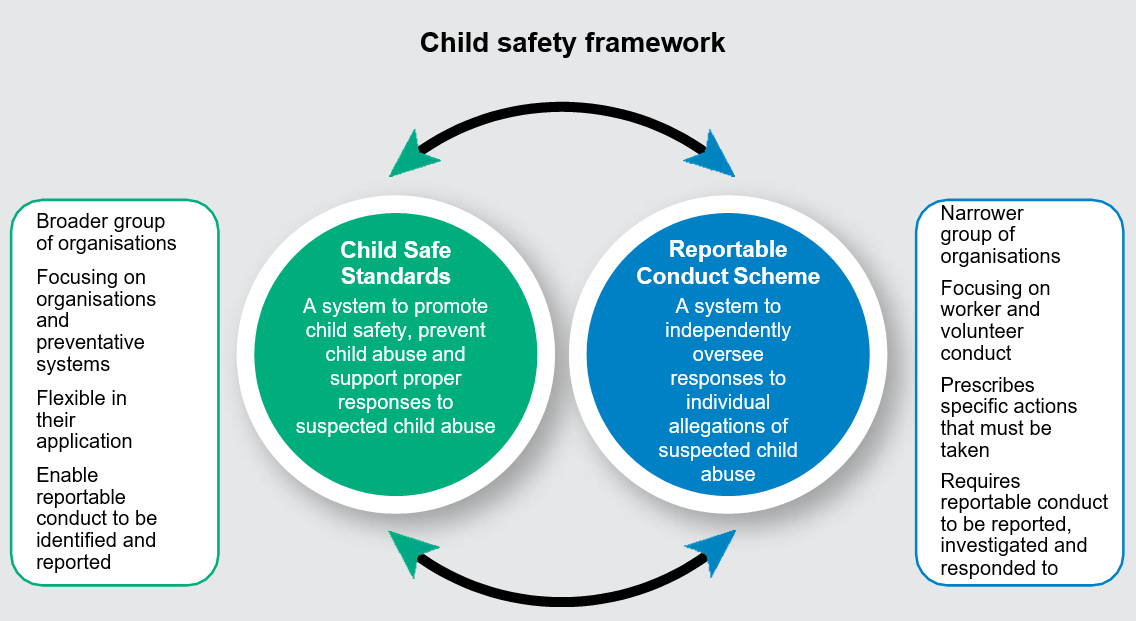 Child safety framework
Broader group
of organisations
Focusing on
organisations
and
preventative
systems
Flexible in
their
application
Enable
reportable
conduct to be
identified and
reported
Child Safe
Standards
A system to promote
child safety, prevent
child abuse and
support proper
responses to
suspected child abuse
Reportable
Conduct Scheme
A system to
independently
oversee
responses to
individual
allegations of
suspected child
abuse
Narrower
group of
organisations
Focusing on
worker and
volunteer
conduct
Prescribes
specific actions
that must be
taken
Requires
reportable conduct
to be reported,
investigated and
responded to